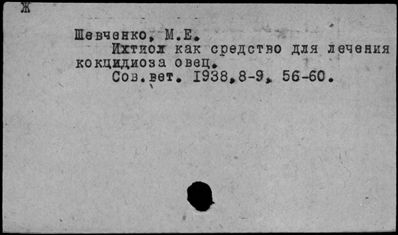 Ж
Шевченко, М.Е.
Ихтиол как средство для лечения
кокцидиоза овец.
Сов.вет. 1938,8-9, 56-60.